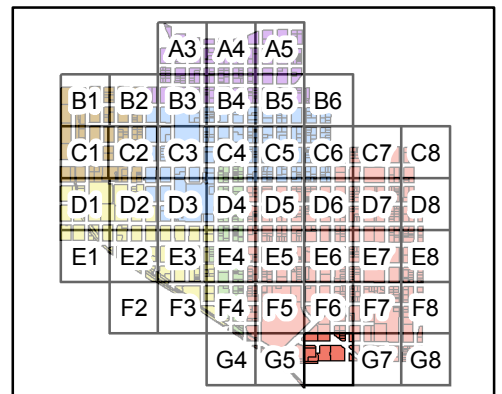 A3 A4 A5
B1 B2 B3 B4 B5 B6
C1 C2 C3 C4 C5 C6 C7 C8
D1 D2 D3 D4 D5 D6 D7 D8
E1 E2 E3 E4 E5 E6 E7 E8
F2 F3 F4 F5 F6 F7 F8
G4 G5 G7 G8